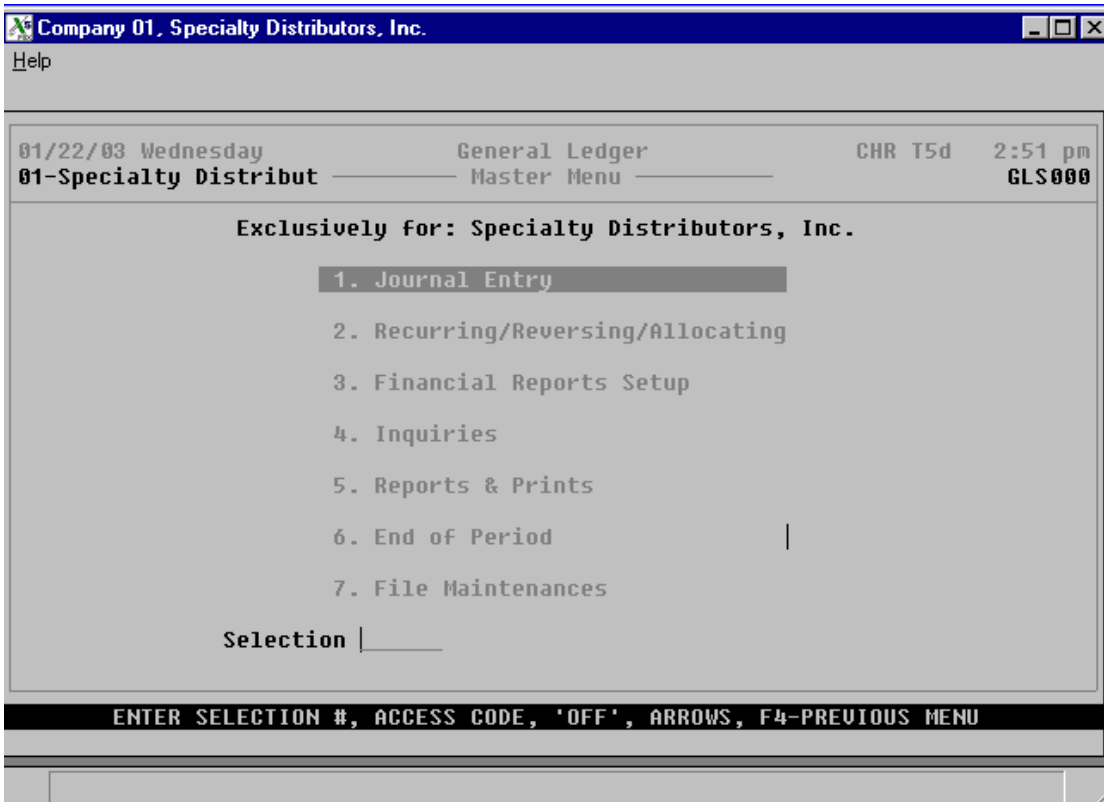 Company 01, Specialty Distributors, Inc.
Help
01/22/03 Wednesday General Ledger CHR T5d 2:51 pm
01-Specialty Distribut Master Menu GLS000
Exclusively for: Specialty Distributors, Inc.
1. Journal Entry
2. Recurring/Reversing/Allocating
3. Financial Reports Setup
4. Inquiries
5. Reports & Prints
6. End of Period
7. File Maintenances
Selection
ENTER SELECTION #, ACCESS CODE, 'OFF', ARROWS, F4-PREVIOUS MENU